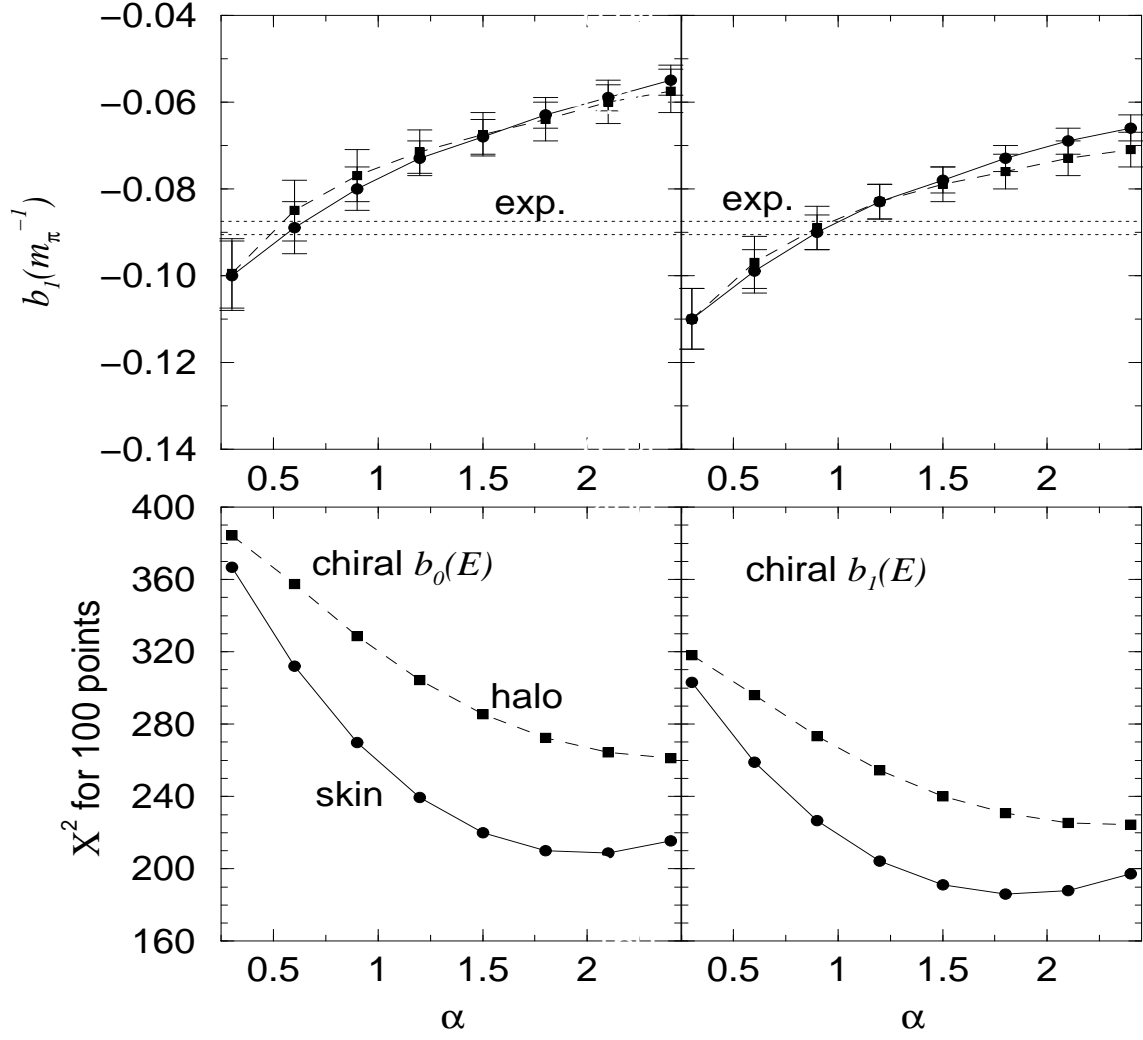 −0.04
−0.06
−0.08
−0.10
−0.12
−0.14
b₁(m_π⁻¹)
exp.
exp.
0.5 1 1.5 2
0.5 1 1.5 2
400
360
320
280
240
200
160
Χ² for 100 points
chiral b₀(E)
chiral b₁(E)
halo
skin
0.5 1 1.5 2
0.5 1 1.5 2
α
α